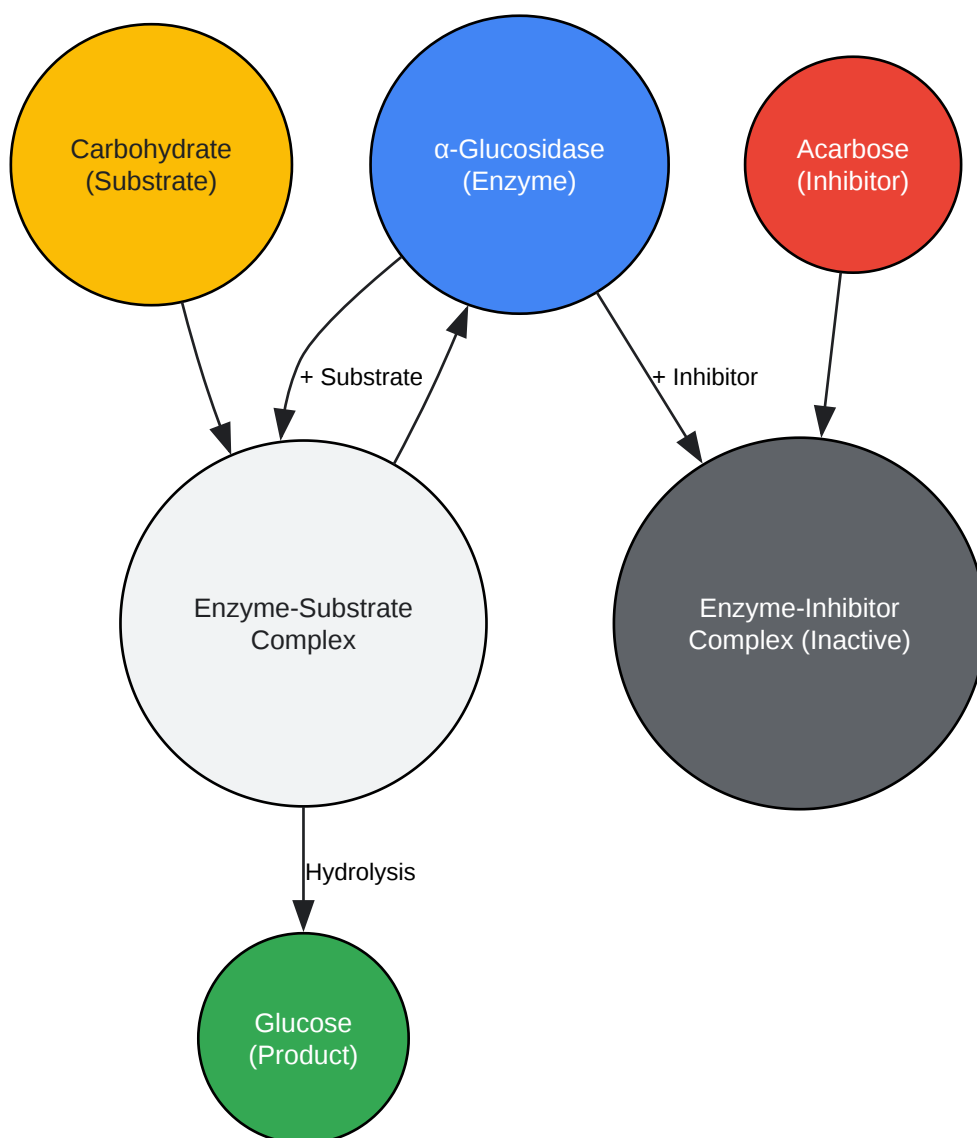 Carbohydrate
(Substrate)
α-Glucosidase
(Enzyme)
Acarbose
(Inhibitor)
+ Substrate
+ Inhibitor
Enzyme-Substrate
Complex
Enzyme-Inhibitor
Complex (Inactive)
Hydrolysis
Glucose
(Product)